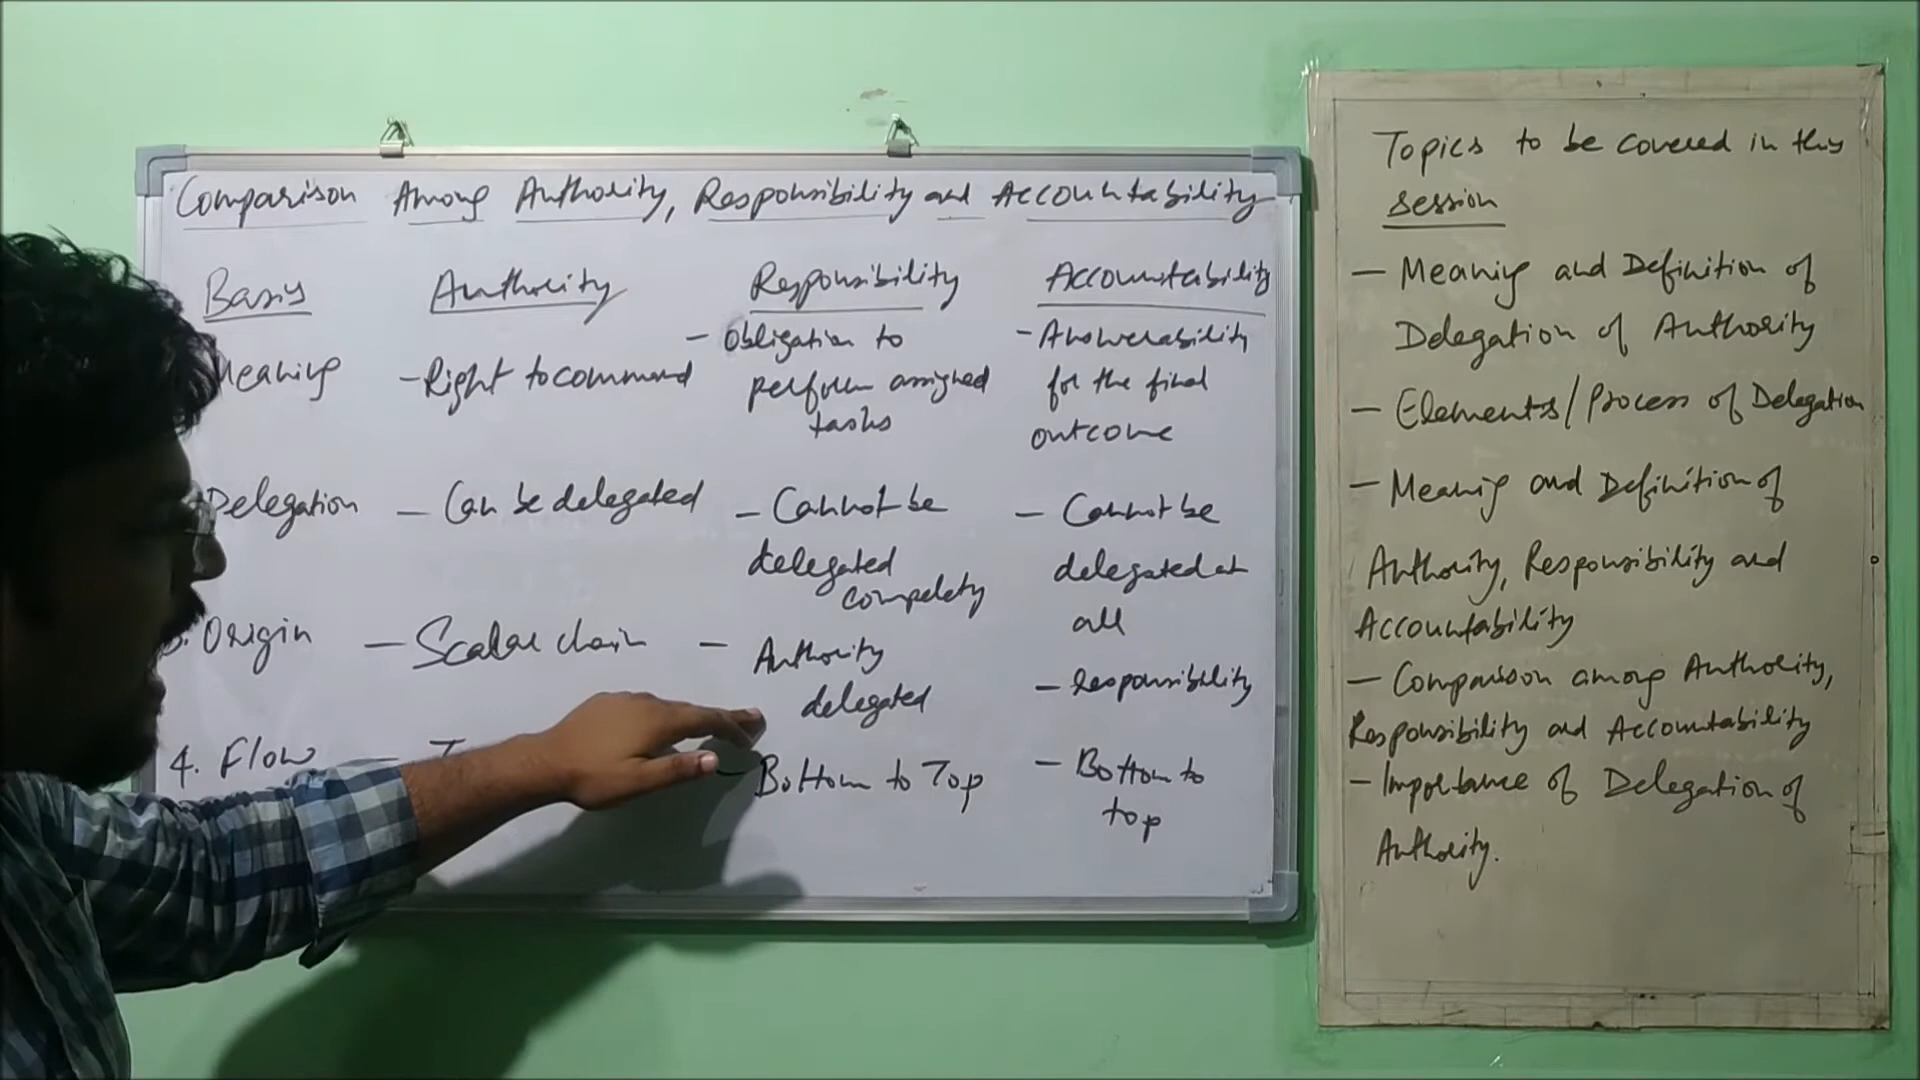 Comparison Among Authority, Responsibility and Accountability
Basis Authority Responsibility Accountability
Meaning - Right to command - Obligation to perform assigned tasks - Answerability for the final outcome
Delegation - Can be delegated - Cannot be delegated compelety - Cannot be delegated at all
3. Origin - Scalar chain - Authority delegated - Responsibility
4. Flow - - Bottom to Top - Bottom to top
Topics to be covered in this
session
- Meaning and Definition of
Delegation of Authority
- Elements/Process of Delegation
- Meaning and Definition of
Authority, Responsibility and
Accountability
- Comparison among Authority,
Responsibility and Accountability
- Importance of Delegation of
Authority.